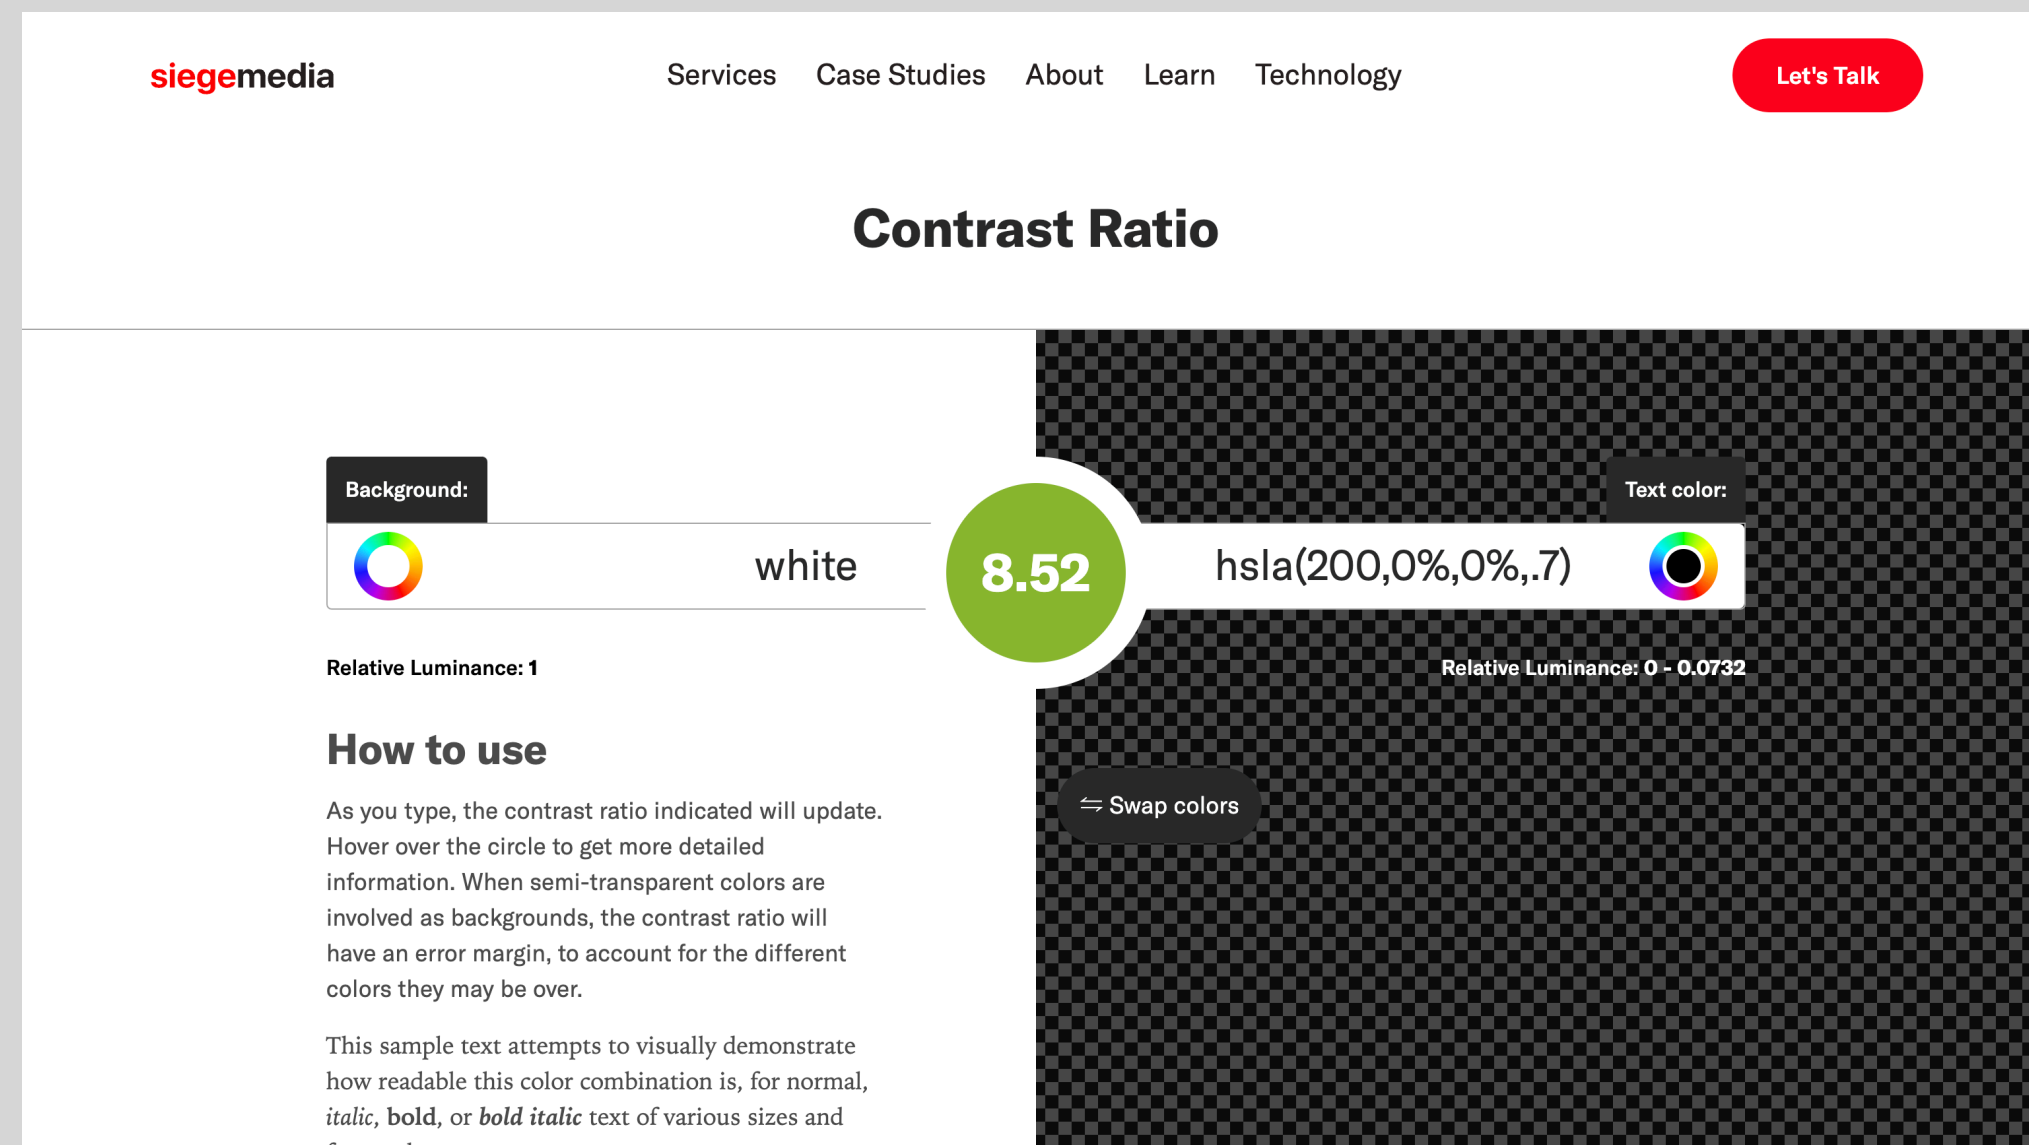 siegemedia
Services Case Studies About Learn Technology
Let's Talk
Contrast Ratio
Background:
white
8.52
Text color:
hsla(200,0%,0%,.7)
Relative Luminance: 1
Relative Luminance: 0 - 0.0732
⇋ Swap colors
How to use
As you type, the contrast ratio indicated will update.
Hover over the circle to get more detailed
information. When semi-transparent colors are
involved as backgrounds, the contrast ratio will
have an error margin, to account for the different
colors they may be over.
This sample text attempts to visually demonstrate
how readable this color combination is, for normal,
italic, bold, or bold italic text of various sizes and